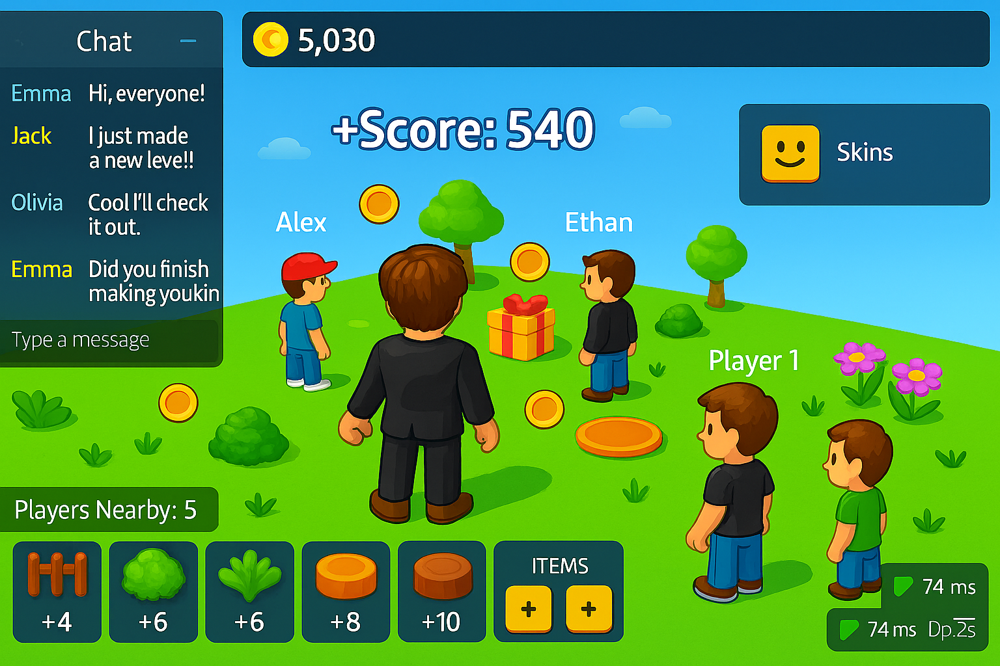 Chat
Emma Hi, everyone!
Jack I just made
a new leve!!
Olivia Cool I'll check
it out.
Emma Did you finish
making youkin
Type a message
5,030
+Score: 540
Skins
Alex
Ethan
Player 1
Players Nearby: 5
+4
+6
+6
+8
+10
ITEMS
+ +
74 ms
74 ms Dp.2s